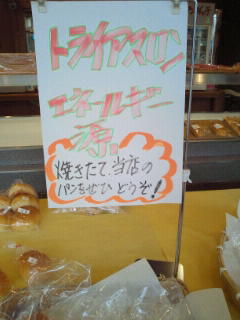 トライアスロン
エネールギー
源
焼きたて、当店の
パンをぜひどうぞ!